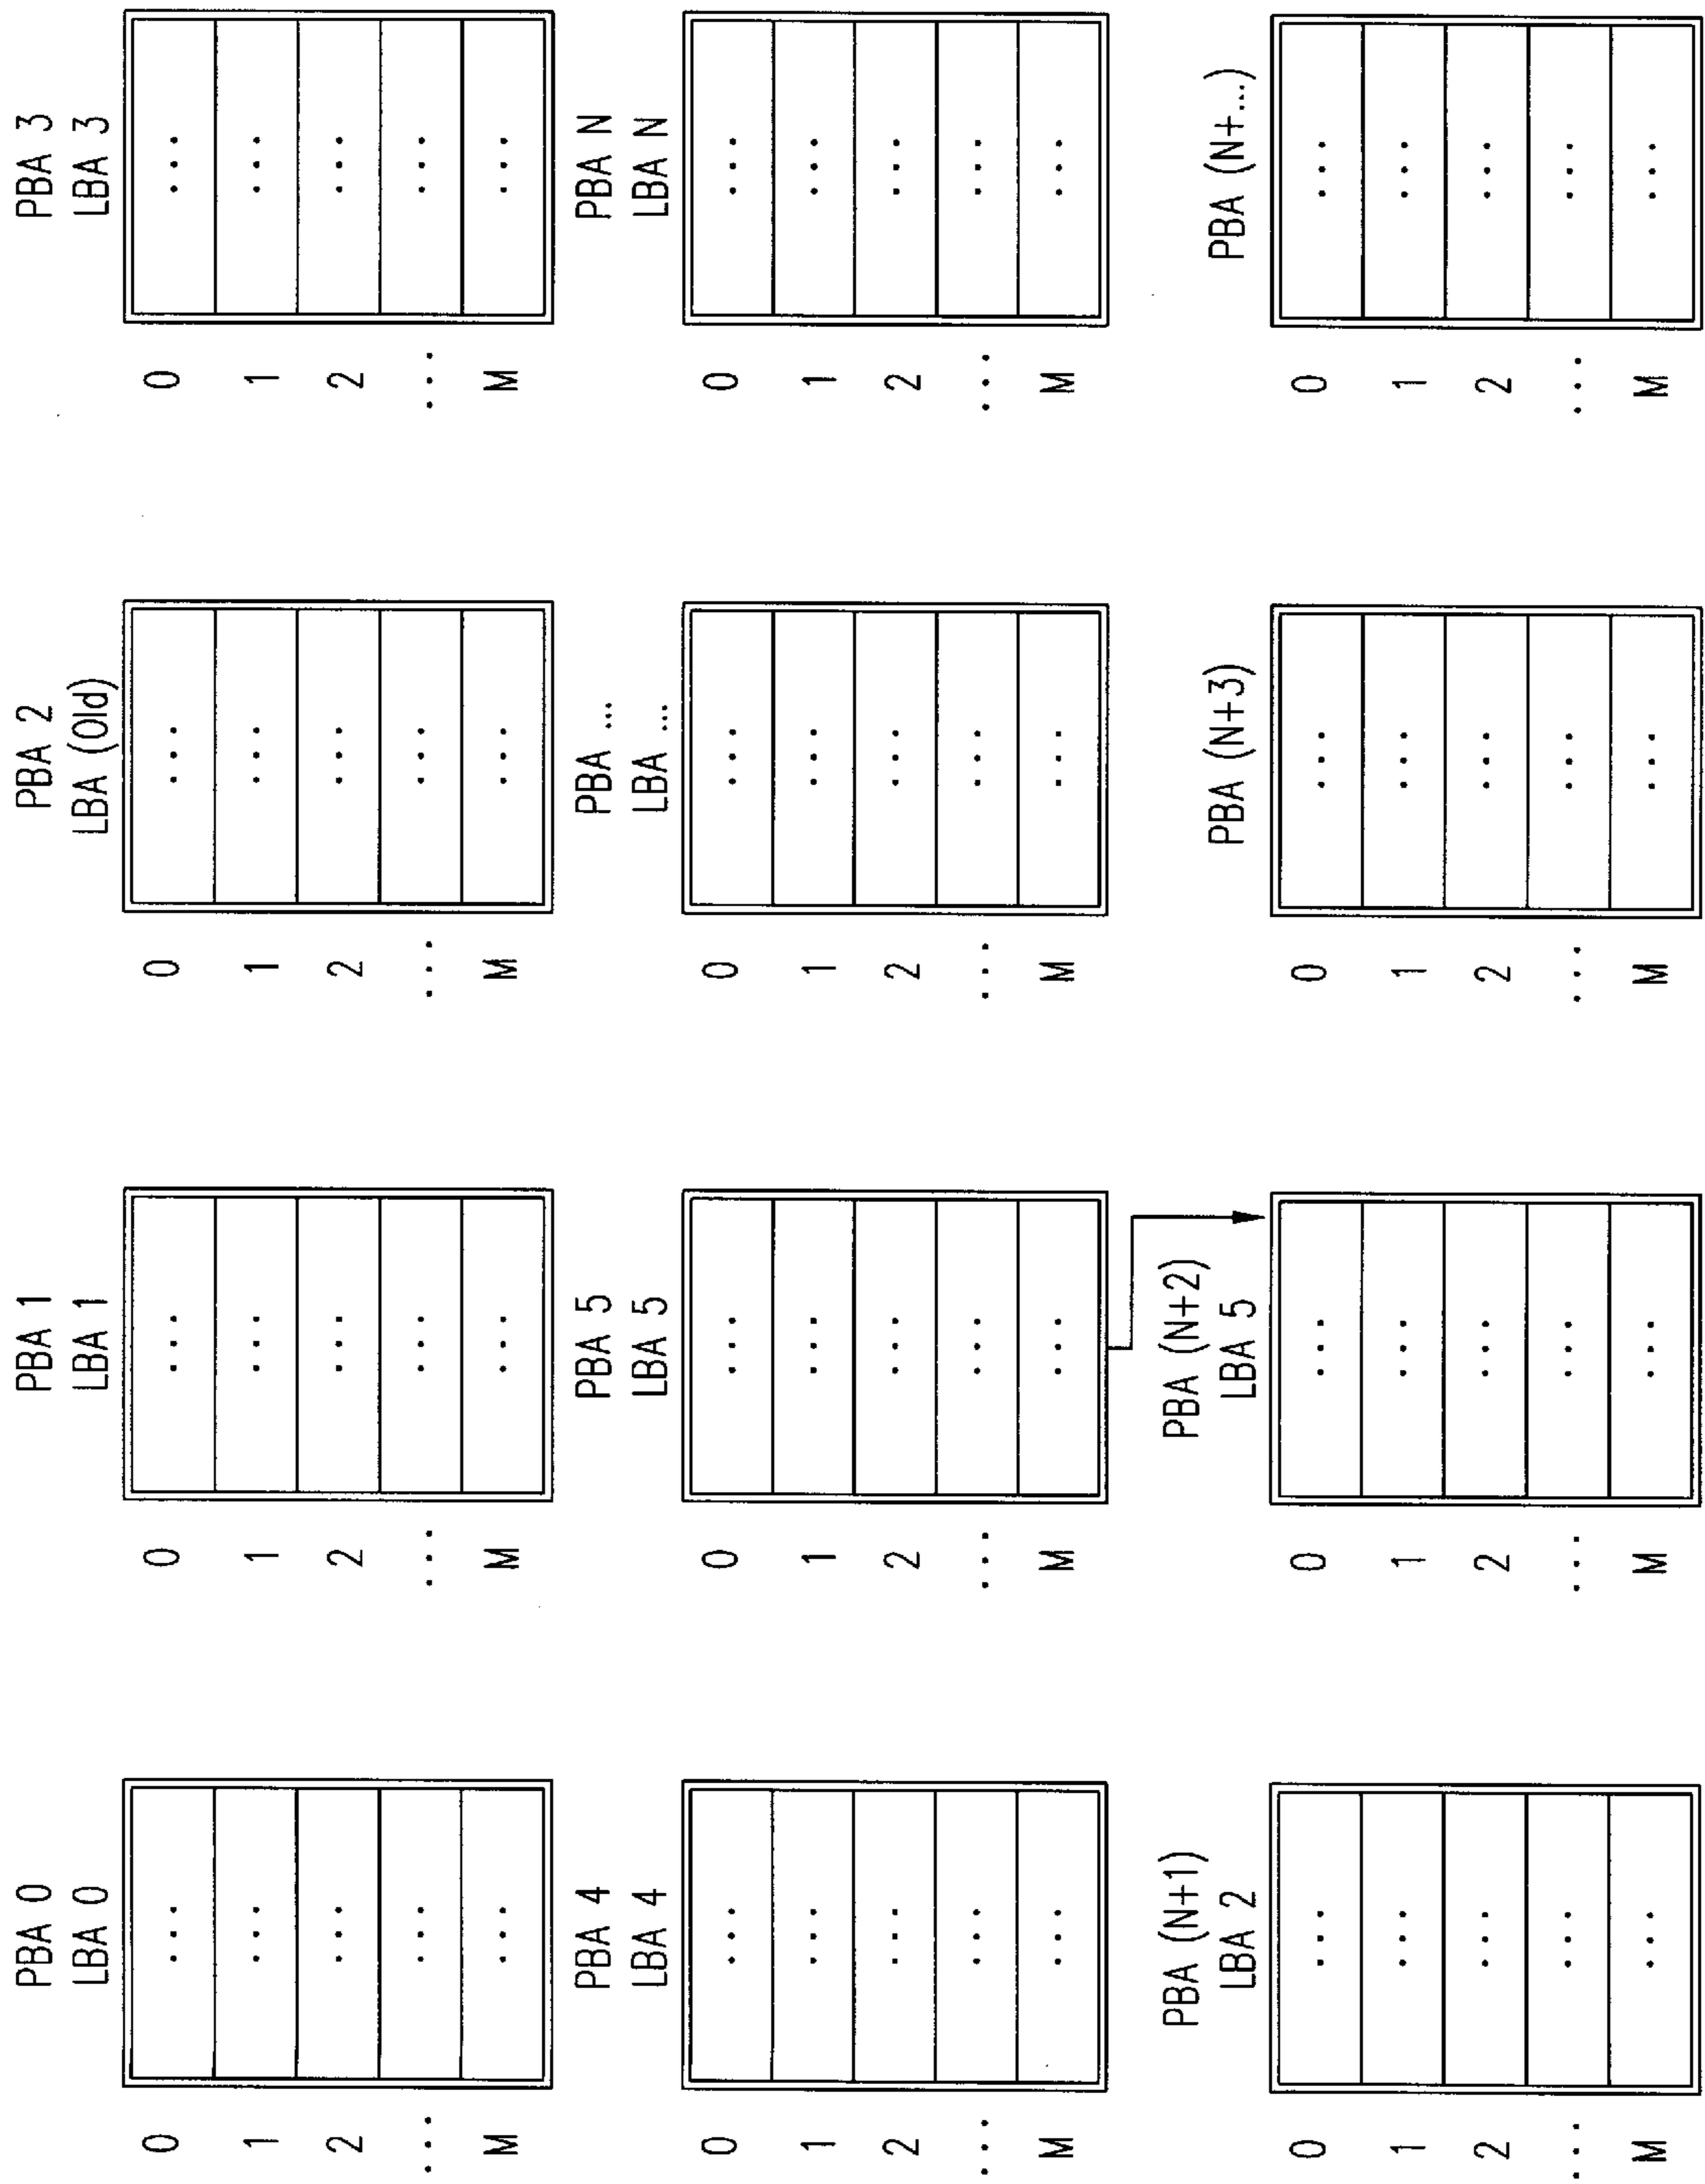 PBA 0
LBA 0
0 ...
1 ...
2 ...
... ...
M ...
PBA 1
LBA 1
0 ...
1 ...
2 ...
... ...
M ...
PBA 2
LBA (Old)
0 ...
1 ...
2 ...
... ...
M ...
PBA 3
LBA 3
0 ...
1 ...
2 ...
... ...
M ...
PBA 4
LBA 4
0 ...
1 ...
2 ...
... ...
M ...
PBA 5
LBA 5
0 ...
1 ...
2 ...
... ...
M ...
PBA ...
LBA ...
0 ...
1 ...
2 ...
... ...
M ...
PBA N
LBA N
0 ...
1 ...
2 ...
... ...
M ...
PBA (N+1)
LBA 2
0 ...
1 ...
2 ...
... ...
M ...
PBA (N+2)
LBA 5
0 ...
1 ...
2 ...
... ...
M ...
PBA (N+3)
0 ...
1 ...
2 ...
... ...
M ...
PBA (N+...)
0 ...
1 ...
2 ...
... ...
M ...